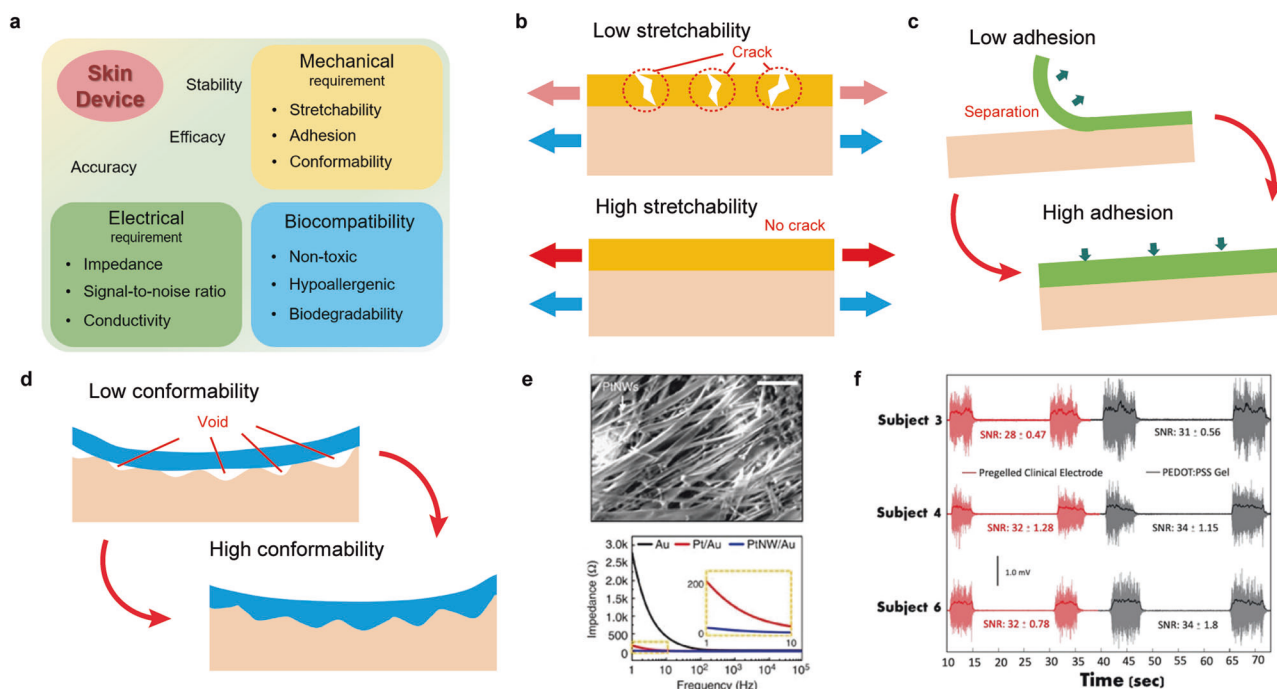 a
Skin
Device
Stability
Efficacy
Accuracy
Mechanical
requirement
• Stretchability
• Adhesion
• Conformability
Electrical
requirement
• Impedance
• Signal-to-noise ratio
• Conductivity
Biocompatibility
• Non-toxic
• Hypoallergenic
• Biodegradability
b
Low stretchability
Crack
High stretchability
No crack
c
Low adhesion
Separation
High adhesion
d
Low conformability
Void
High conformability
e
PtNWs
Au Pt/Au PtNW/Au
Impedance (Ω)
3.0k
2.5k
2.0k
1.5k
1.0k
500
0
200
0
1 10
1 10 10² 10³ 10⁴ 10⁵
Frequency (Hz)
f
Subject 3
SNR: 28 ± 0.47 SNR: 31 ± 0.56
Pregelled Clinical Electrode PEDOT:PSS Gel
Subject 4
SNR: 32 ± 1.28 SNR: 34 ± 1.15
1.0 mV
Subject 6
SNR: 32 ± 0.78 SNR: 34 ± 1.8
10 15 20 25 30 35 40 45 50 55 60 65 70
Time (sec)